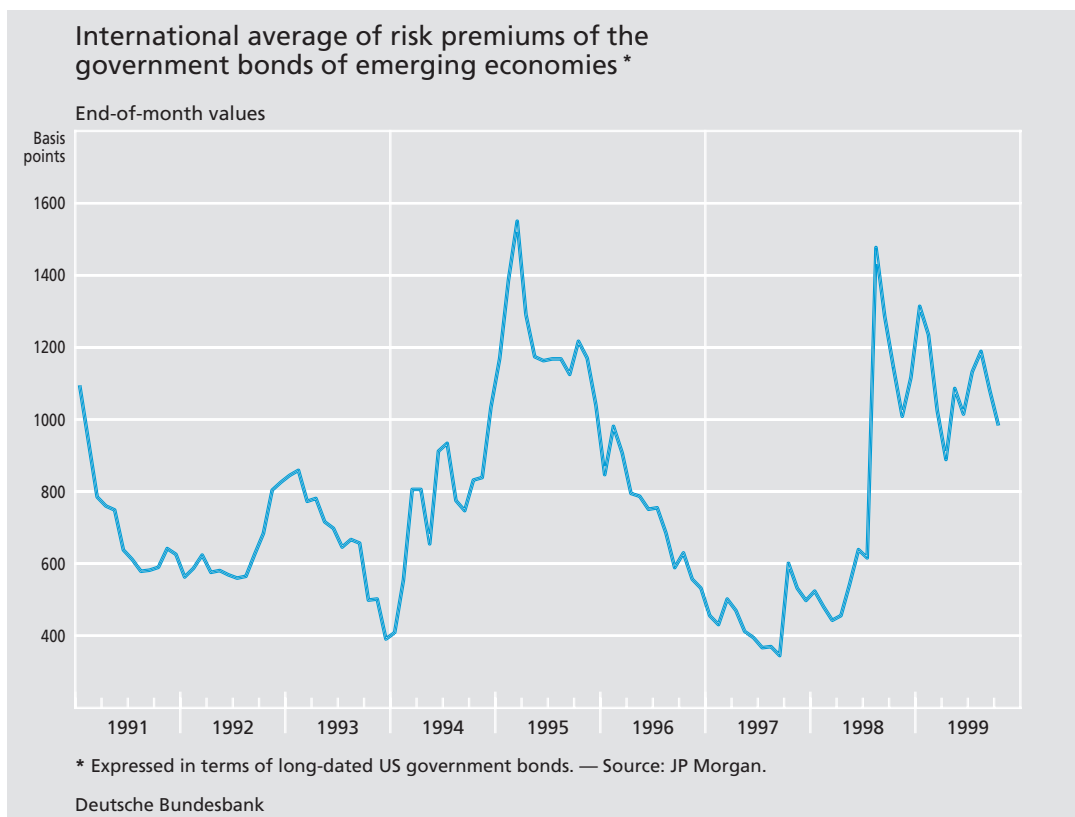 International average of risk premiums of the
government bonds of emerging economies *
End-of-month values
Basis
points
1600
1400
1200
1000
800
600
400
1991 1992 1993 1994 1995 1996 1997 1998 1999
* Expressed in terms of long-dated US government bonds. — Source: JP Morgan.
Deutsche Bundesbank